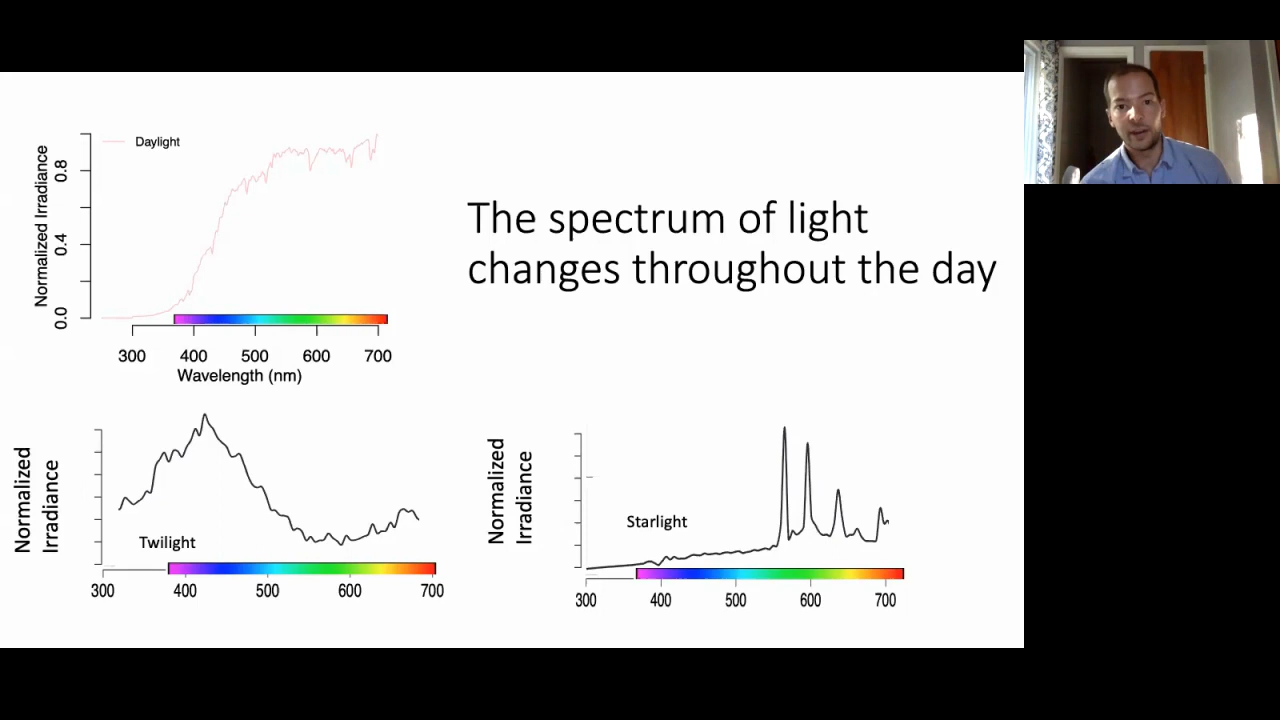 Daylight
Normalized Irradiance
0.0 0.4 0.8
300 400 500 600 700
Wavelength (nm)
The spectrum of light
changes throughout the day
Normalized
Irradiance
Twilight
300 400 500 600 700
Normalized
Irradiance
Starlight
300 400 500 600 700